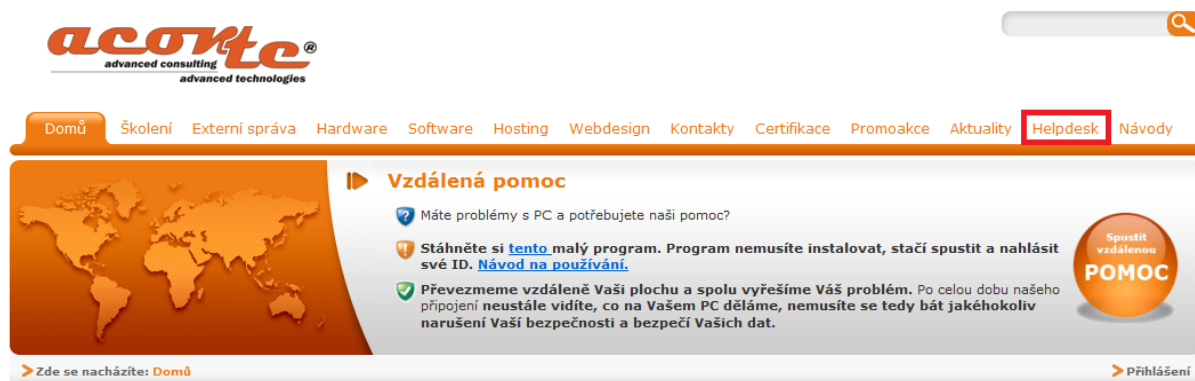 aconte®
advanced consulting
advanced technologies
Domů Školení Externí správa Hardware Software Hosting Webdesign Kontakty Certifikace Promoakce Aktuality Helpdesk Návody
Vzdálená pomoc
Máte problémy s PC a potřebujete naši pomoc?
Stáhněte si tento malý program. Program nemusíte instalovat, stačí spustit a nahlásit
své ID. Návod na používání.
Převezmeme vzdáleně Vaši plochu a spolu vyřešíme Váš problém. Po celou dobu našeho
připojení neustále vidíte, co na Vašem PC děláme, nemusíte se tedy bát jakéhokoliv
narušení Vaší bezpečnosti a bezpečí Vašich dat.
Spustit
vzdálenou
POMOC
Zde se nacházíte: Domů
Přihlášení